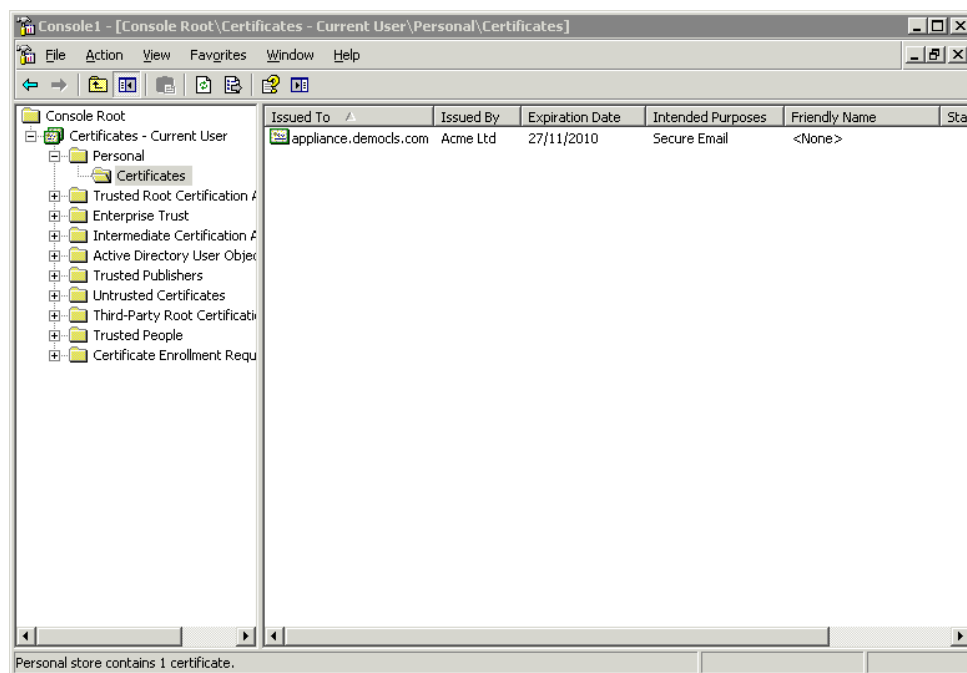 Console1 - [Console Root\Certificates - Current User\Personal\Certificates]
File Action View Favorites Window Help
Console Root
Certificates - Current User
Personal
Certificates
Trusted Root Certification A
Enterprise Trust
Intermediate Certification A
Active Directory User Objec
Trusted Publishers
Untrusted Certificates
Third-Party Root Certificati
Trusted People
Certificate Enrollment Requ
Issued To Issued By Expiration Date Intended Purposes Friendly Name Sta
appliance.democls.com Acme Ltd 27/11/2010 Secure Email <None>
Personal store contains 1 certificate.